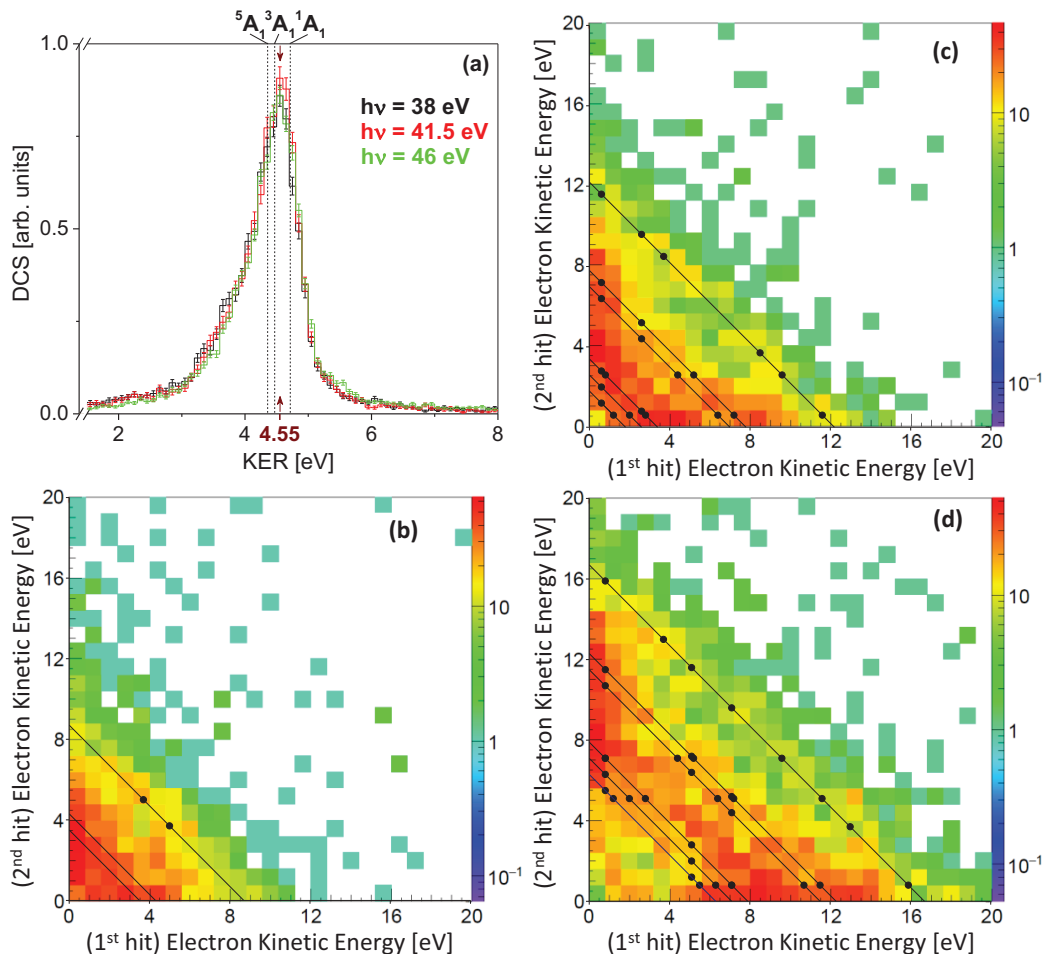 ⁵A₁ ³A₁ ¹A₁
(a)
hν = 38 eV
hν = 41.5 eV
hν = 46 eV
DCS [arb. units]
1.0
0.5
0.0
2 4 6 8
4.55
KER [eV]
(c)
(2nd hit) Electron Kinetic Energy [eV]
20
16
12
8
4
0
0 4 8 12 16 20
(1st hit) Electron Kinetic Energy [eV]
10
1
10⁻¹
(b)
(2nd hit) Electron Kinetic Energy [eV]
20
16
12
8
4
0
0 4 8 12 16 20
(1st hit) Electron Kinetic Energy [eV]
10
1
10⁻¹
(d)
(2nd hit) Electron Kinetic Energy [eV]
20
16
12
8
4
0
0 4 8 12 16 20
(1st hit) Electron Kinetic Energy [eV]
10
1
10⁻¹